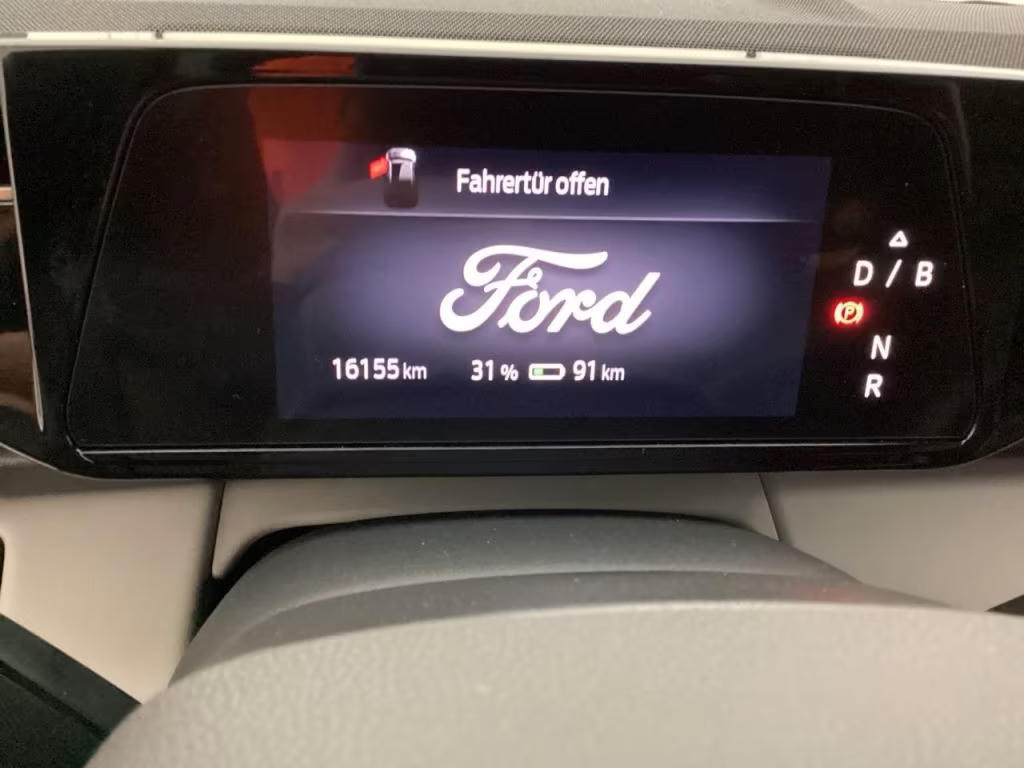 Fahrertür offen
Ford
16155 km 31 % 91 km
D / B
P
N
R